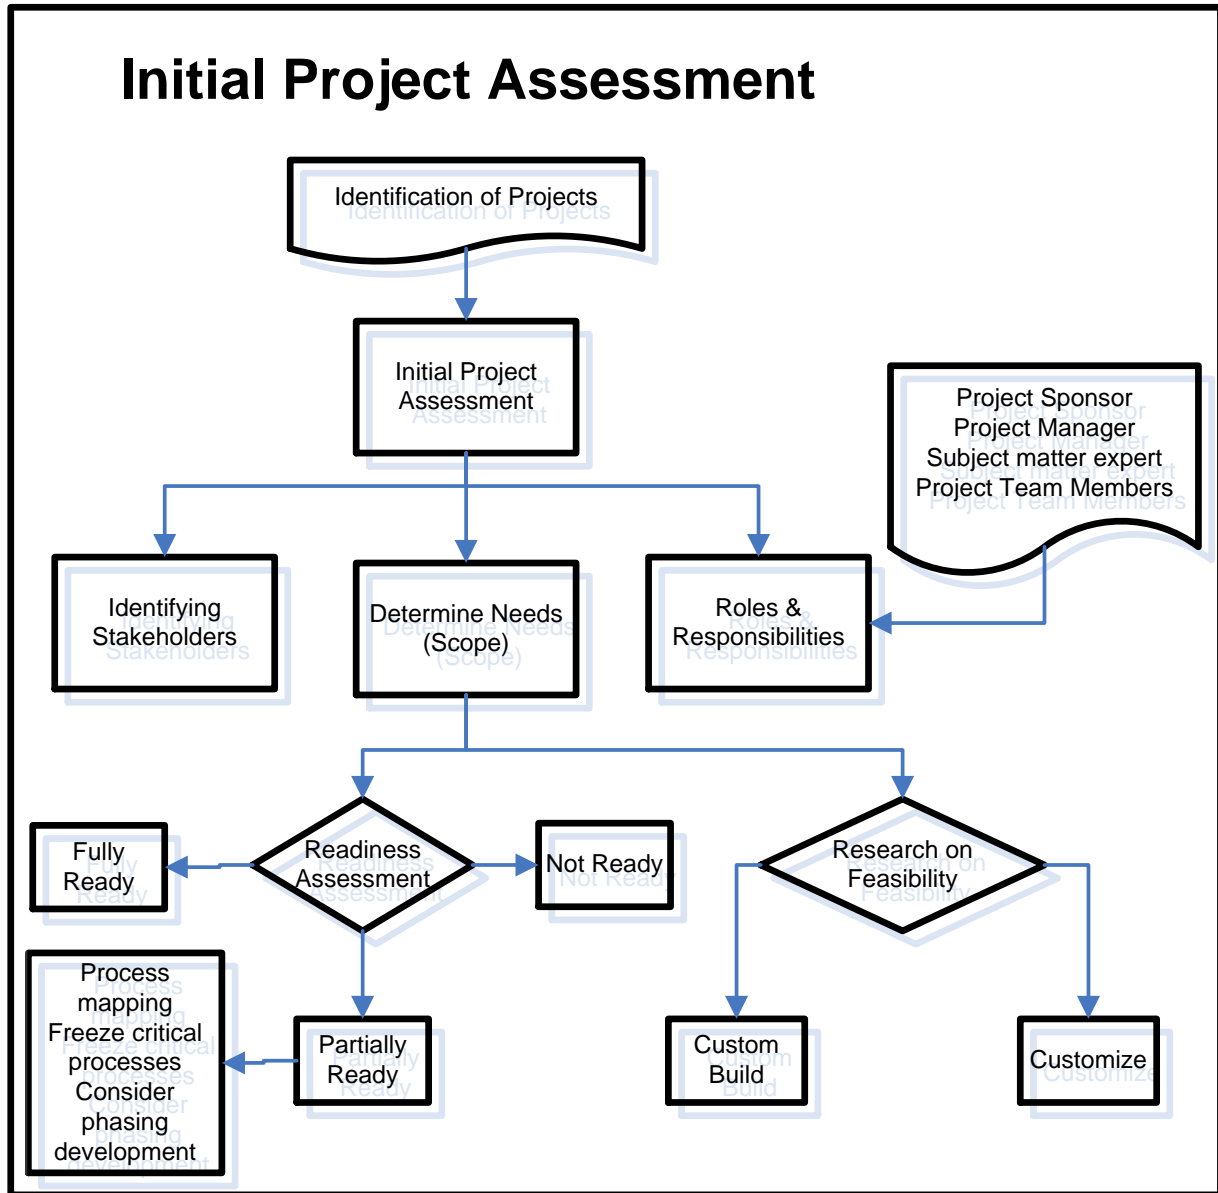 Initial Project Assessment
Identification of Projects
Initial Project
Assessment
Project Sponsor
Project Manager
Subject matter expert
Project Team Members
Identifying
Stakeholders
Determine Needs
(Scope)
Roles &
Responsibilities
Fully
Ready
Readiness
Assessment
Not Ready
Research on
Feasibility
Process
mapping
Freeze critical
processes
Consider
phasing
development
Partially
Ready
Custom
Build
Customize